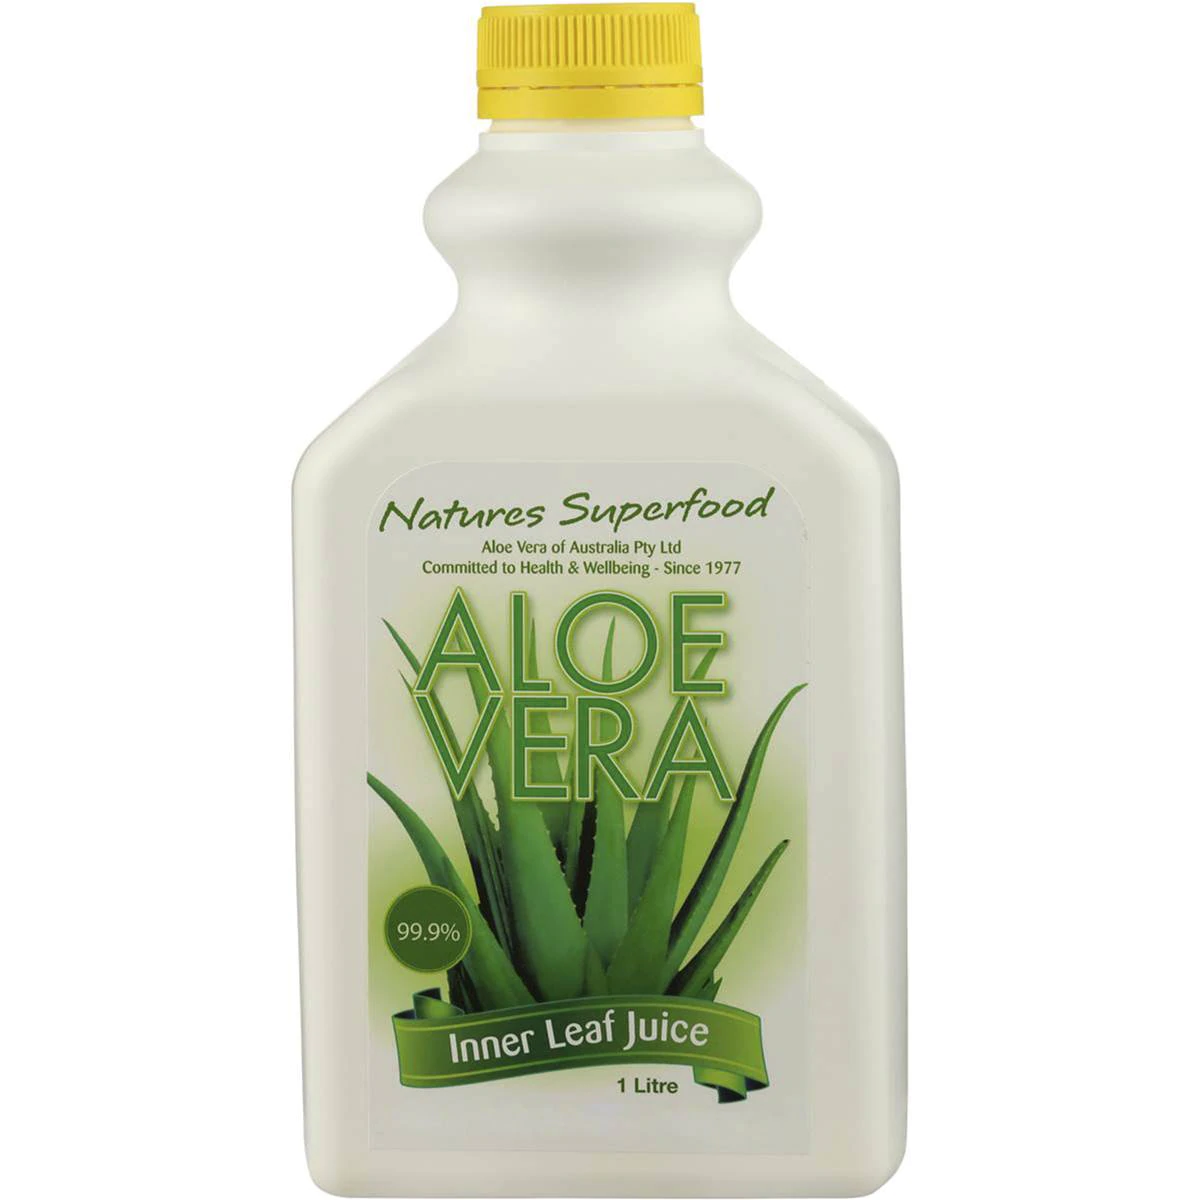 Natures Superfood
Aloe Vera of Australia Pty Ltd
Committed to Health & Wellbeing - Since 1977
ALOE
VERA
99.9%
Inner Leaf Juice
1 Litre